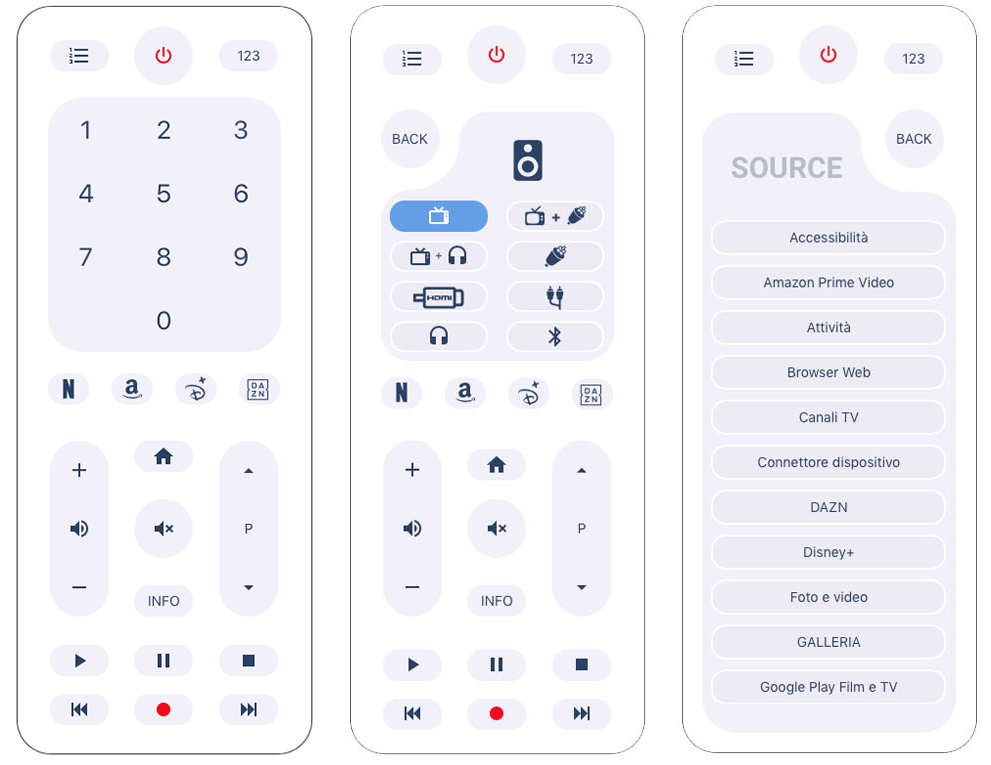 123
1 2 3
4 5 6
7 8 9
0
N a D+ DAZN
P
INFO
123
BACK
+
+
HDMI
N a D+ DAZN
P
INFO
123
BACK
SOURCE
Accessibilità
Amazon Prime Video
Attività
Browser Web
Canali TV
Connettore dispositivo
DAZN
Disney+
Foto e video
GALLERIA
Google Play Film e TV